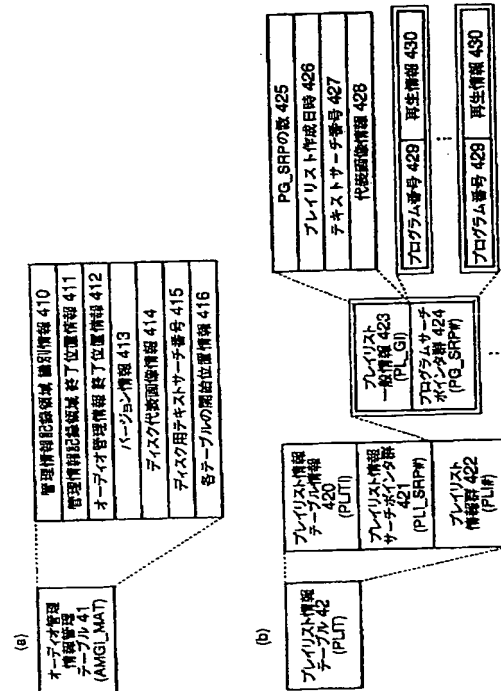 (a)
オーディオ管理
情報管理
テーブル 41
(AMGI_MAT)
管理情報記録領域 識別情報 410
管理情報記録領域 終了位置情報 411
オーディオ管理情報 終了位置情報 412
バージョン情報 413
ディスク代表画像情報 414
ディスク用テキストサーチ番号 415
各テーブルの開始位置情報 416
(b)
プレイリスト情報
テーブル 42
(PLIT)
プレイリスト情報
テーブル情報
420
(PLITI)
プレイリスト情報
サーチポインタ群
421
(PLI_SRP#)
プレイリスト
情報群 422
(PLI#)
プレイリスト
一般情報 423
(PL_GI)
プログラムサーチ
ポインタ群 424
(PG_SRP#)
PG_SRPの数 425
プレイリスト作成日時 426
テキストサーチ番号 427
代表画像情報 428
プログラム番号 429 再生情報 430
プログラム番号 429 再生情報 430